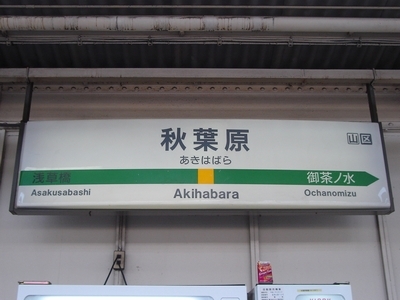 秋葉原
山区
あきはばら
浅草橋
御茶ノ水
Asakusabashi
Akihabara
Ochanomizu